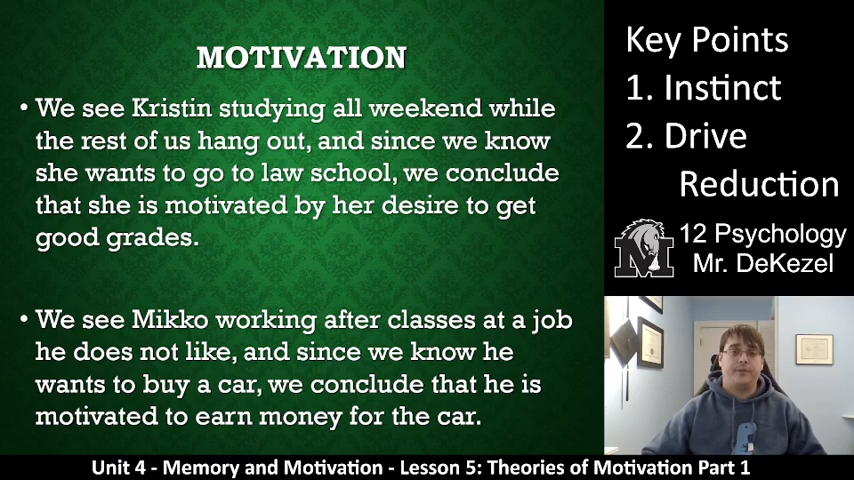 MOTIVATION
• We see Kristin studying all weekend while
the rest of us hang out, and since we know
she wants to go to law school, we conclude
that she is motivated by her desire to get
good grades.
• We see Mikko working after classes at a job
he does not like, and since we know he
wants to buy a car, we conclude that he is
motivated to earn money for the car.
Key Points
1. Instinct
2. Drive
Reduction
M
12 Psychology
Mr. DeKezel
Unit 4 - Memory and Motivation - Lesson 5: Theories of Motivation Part 1